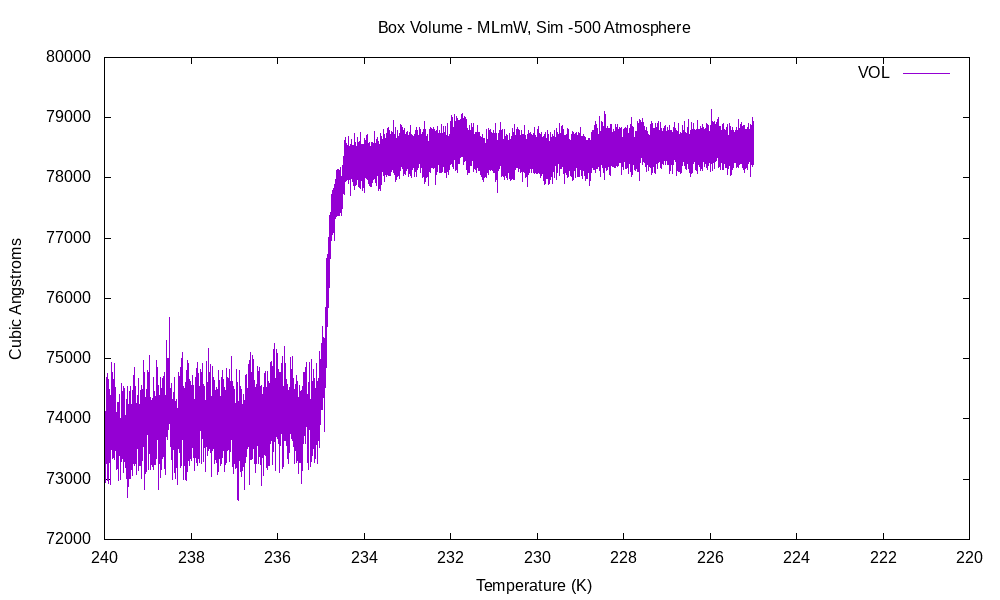 Box Volume - MLmW, Sim -500 Atmosphere
VOL
80000
79000
78000
77000
76000
75000
74000
73000
72000
Cubic Angstroms
240 238 236 234 232 230 228 226 224 222 220
Temperature (K)